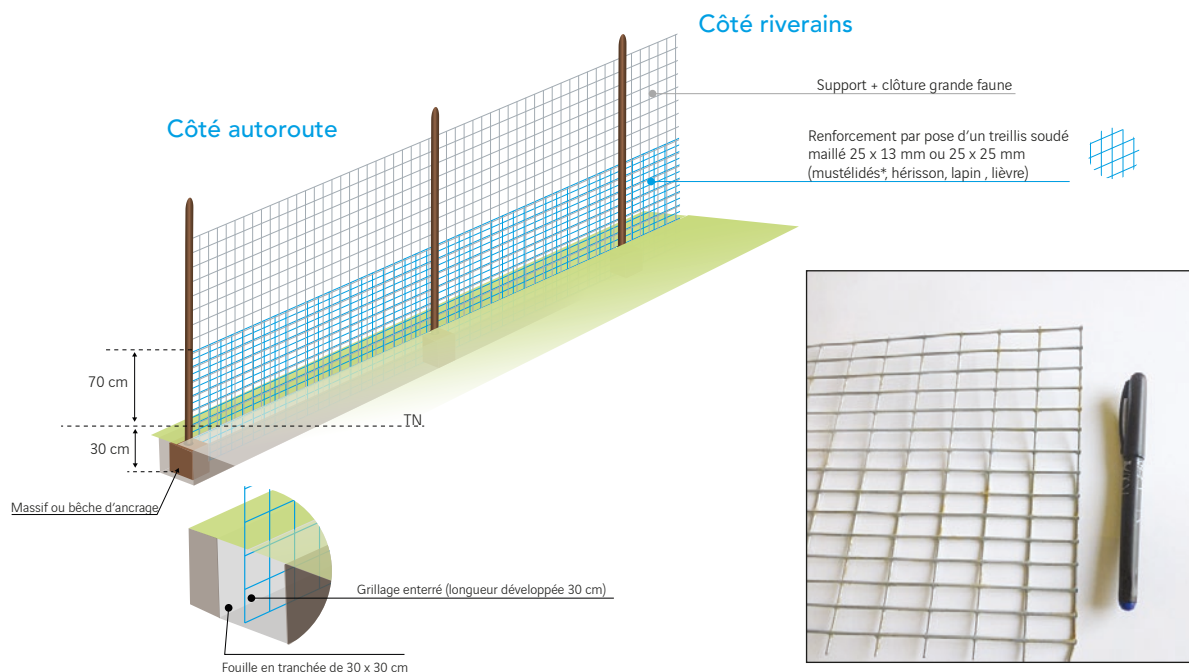 Côté riverains
Support + clôture grande faune
Côté autoroute
Renforcement par pose d'un treillis soudé
maillé 25 x 13 mm ou 25 x 25 mm
(mustélidés*, hérisson, lapin , lièvre)
70 cm
TN
30 cm
Massif ou bêche d'ancrage
Grillage enterré (longueur développée 30 cm)
Fouille en tranchée de 30 x 30 cm